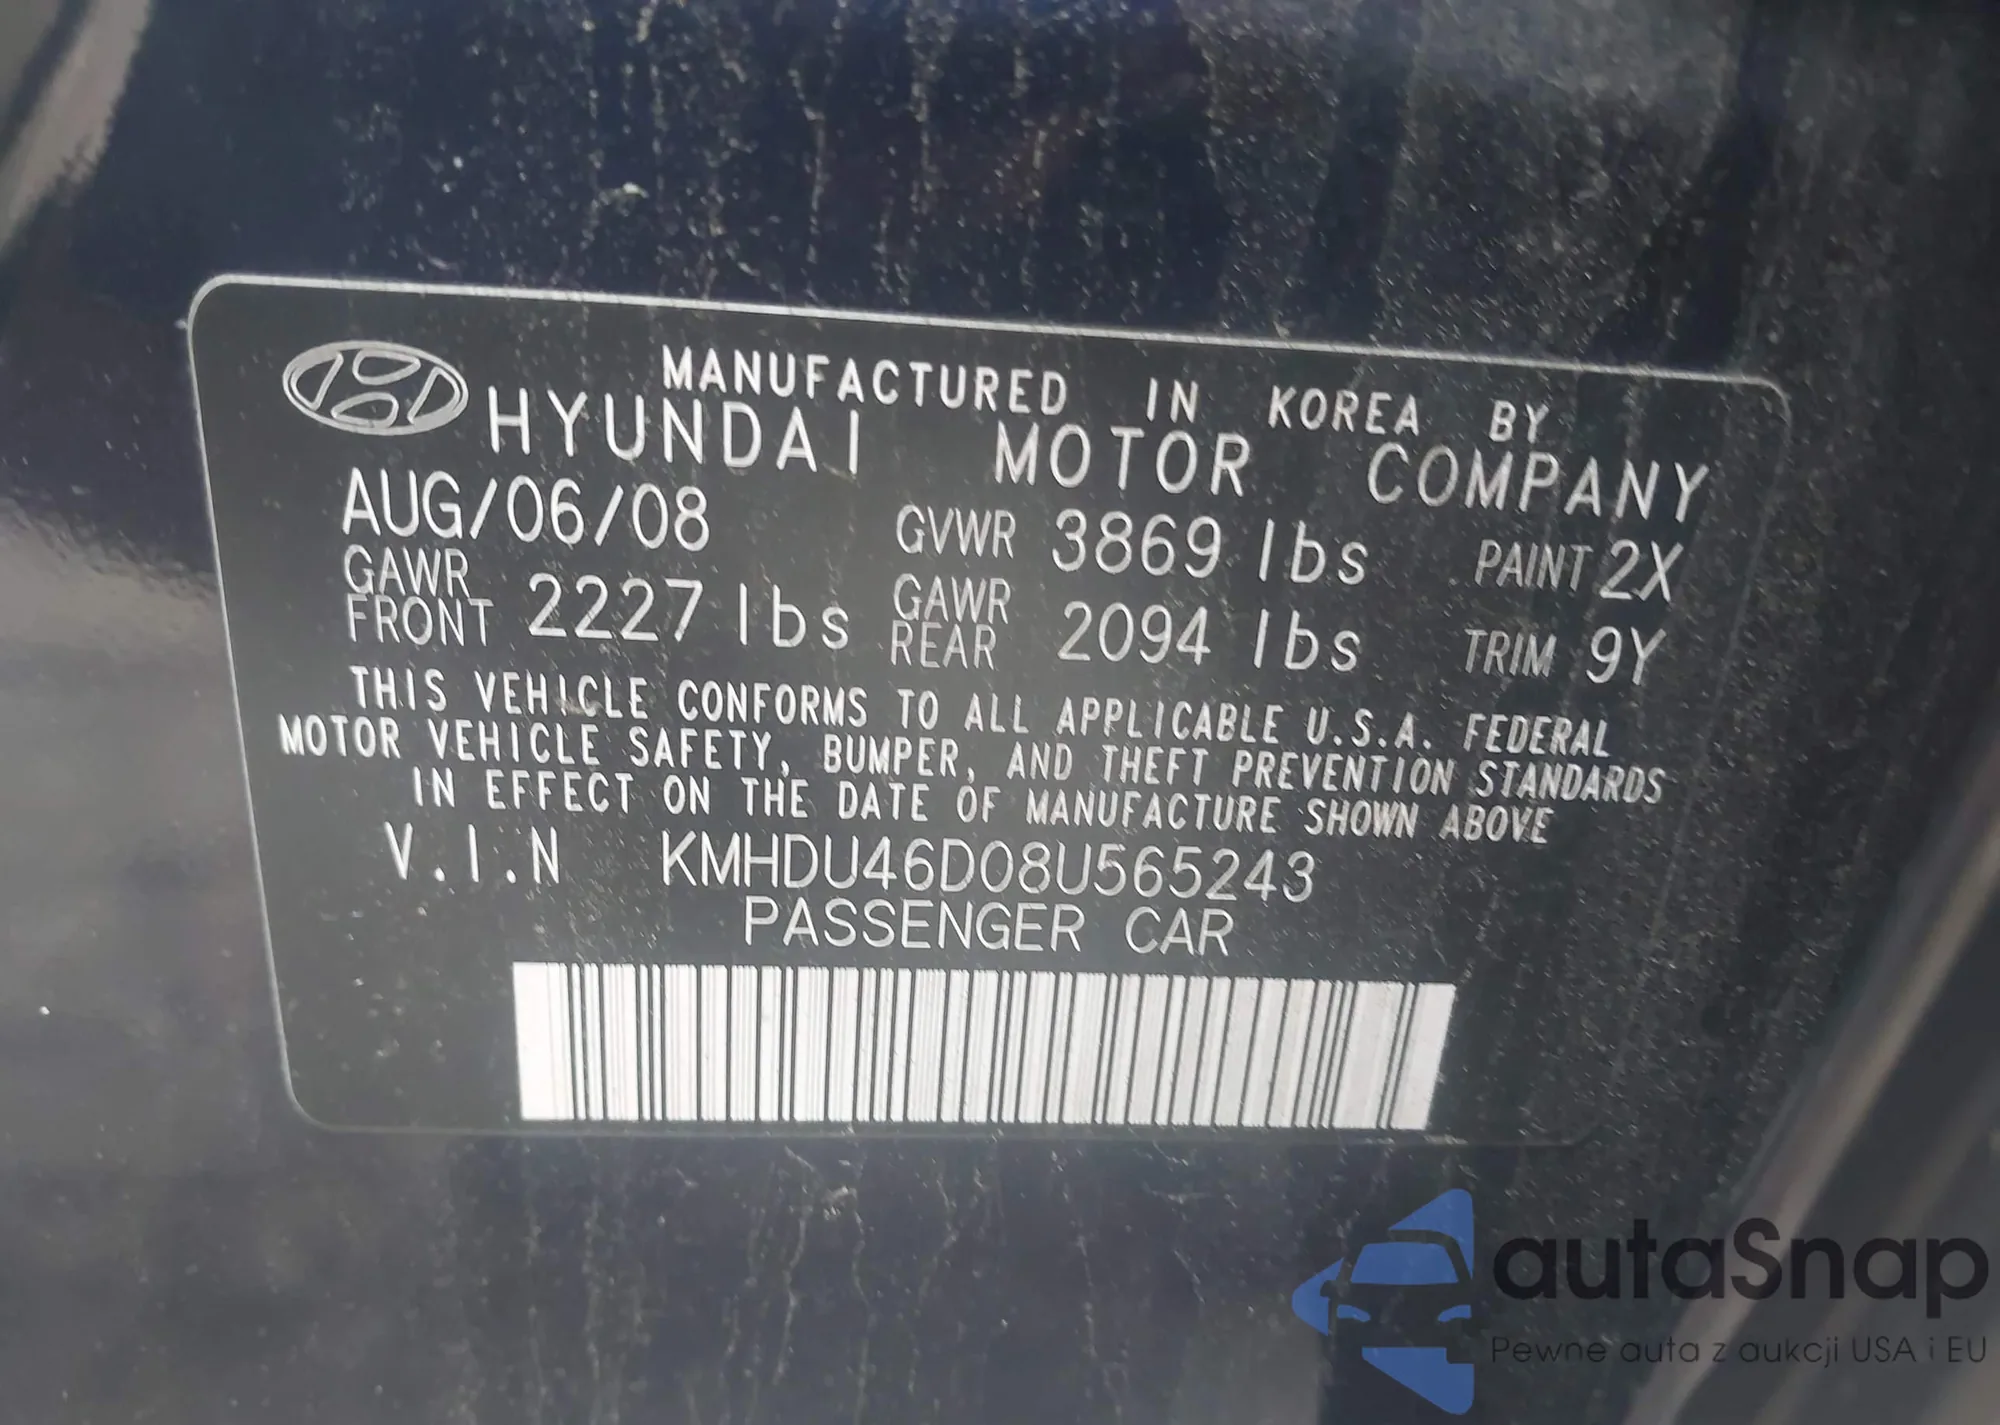 MANUFACTURED IN KOREA BY
HYUNDAI MOTOR COMPANY
AUG/06/08 GVWR 3869 lbs PAINT 2X
GAWR FRONT 2227 lbs GAWR REAR 2094 lbs TRIM 9Y
THIS VEHICLE CONFORMS TO ALL APPLICABLE U.S.A. FEDERAL
MOTOR VEHICLE SAFETY, BUMPER, AND THEFT PREVENTION STANDARDS
IN EFFECT ON THE DATE OF MANUFACTURE SHOWN ABOVE
V.I.N KMHDU46D08U565243
PASSENGER CAR
autaSnap
Pewne auta z aukcji USA i EU